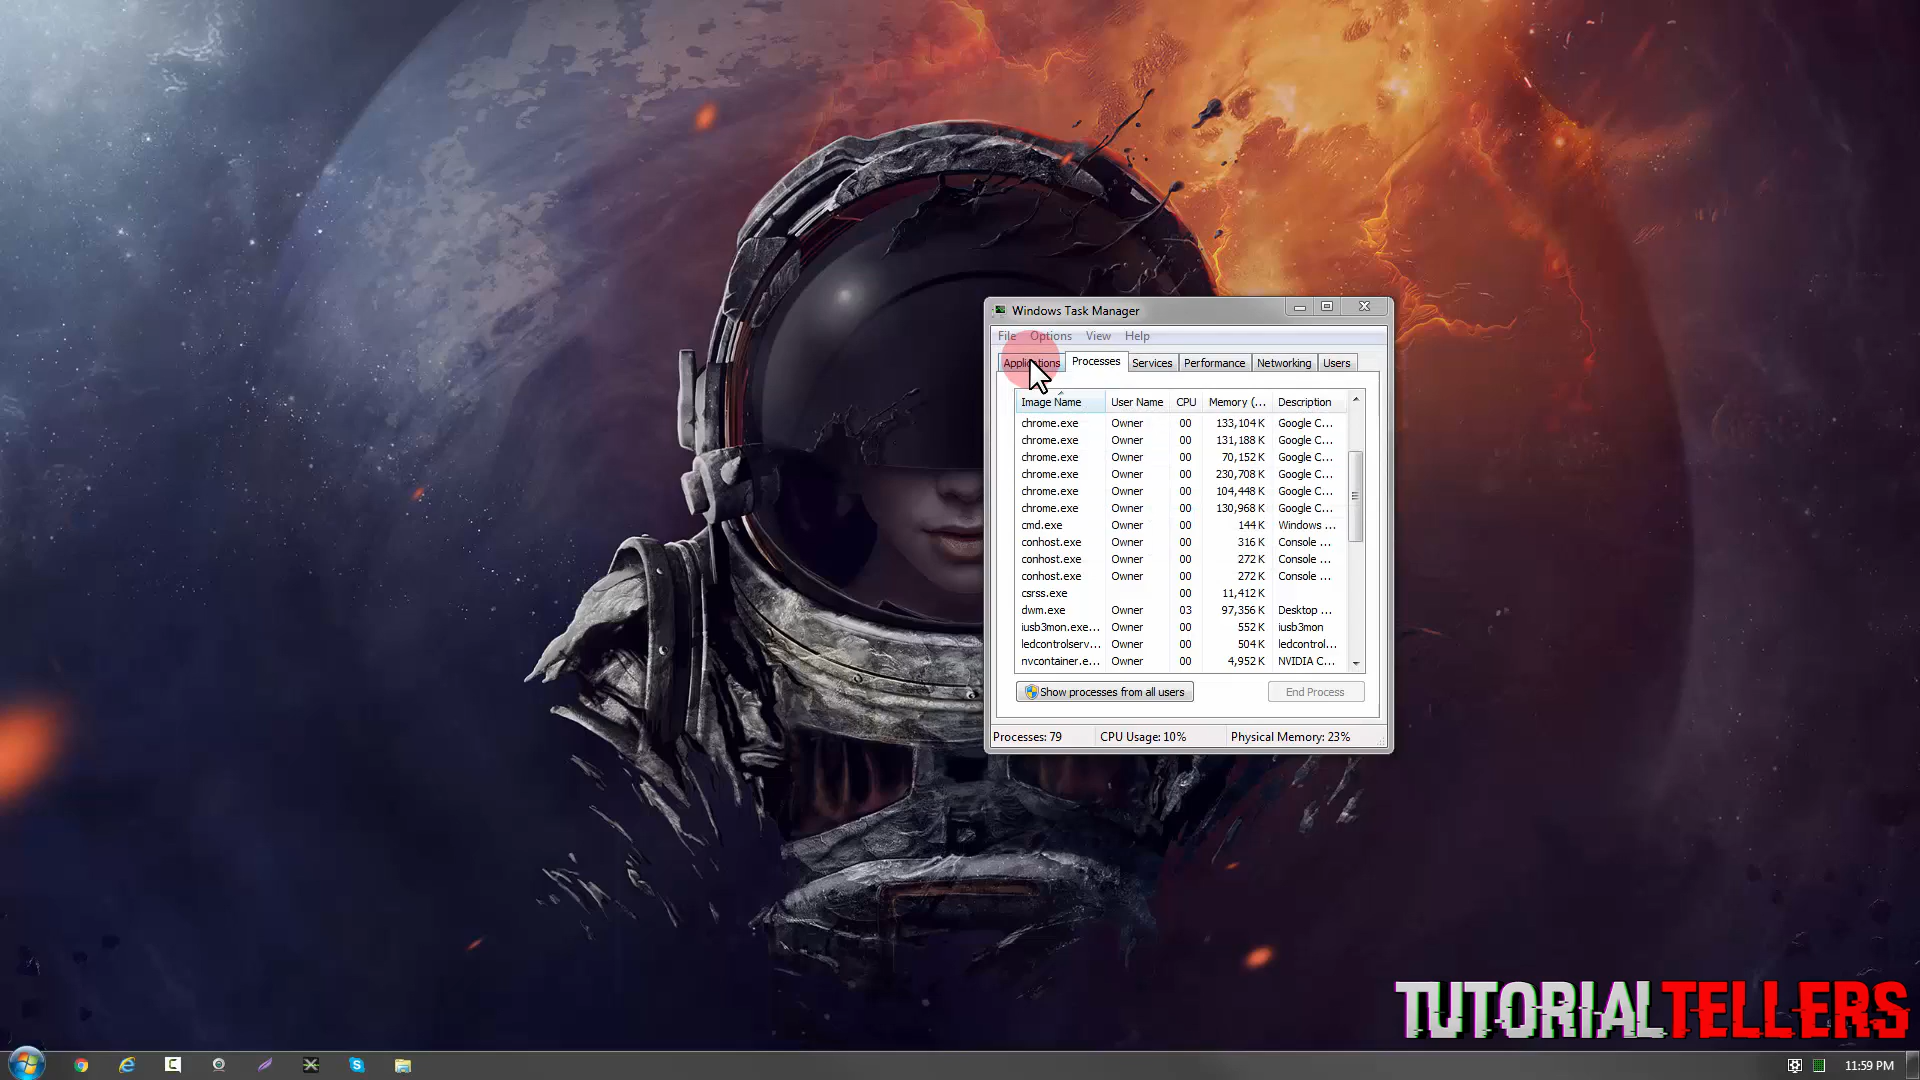 Windows Task Manager
File Options View Help
Applications Processes Services Performance Networking Users
Image Name User Name CPU Memory (... Description
chrome.exe Owner 00 133,104 K Google C...
chrome.exe Owner 00 131,188 K Google C...
chrome.exe Owner 00 70,152 K Google C...
chrome.exe Owner 00 230,708 K Google C...
chrome.exe Owner 00 104,448 K Google C...
chrome.exe Owner 00 130,968 K Google C...
cmd.exe Owner 00 144 K Windows ...
conhost.exe Owner 00 316 K Console ...
conhost.exe Owner 00 272 K Console ...
conhost.exe Owner 00 272 K Console ...
csrss.exe 00 11,412 K
dwm.exe Owner 03 97,356 K Desktop ...
iusb3mon.exe... Owner 00 552 K iusb3mon
ledcontrolserv... Owner 00 504 K ledcontrol...
nvcontainer.e... Owner 00 4,952 K NVIDIA C...
Show processes from all users End Process
Processes: 79 CPU Usage: 10% Physical Memory: 23%
TUTORIALTELLERS
11:59 PM